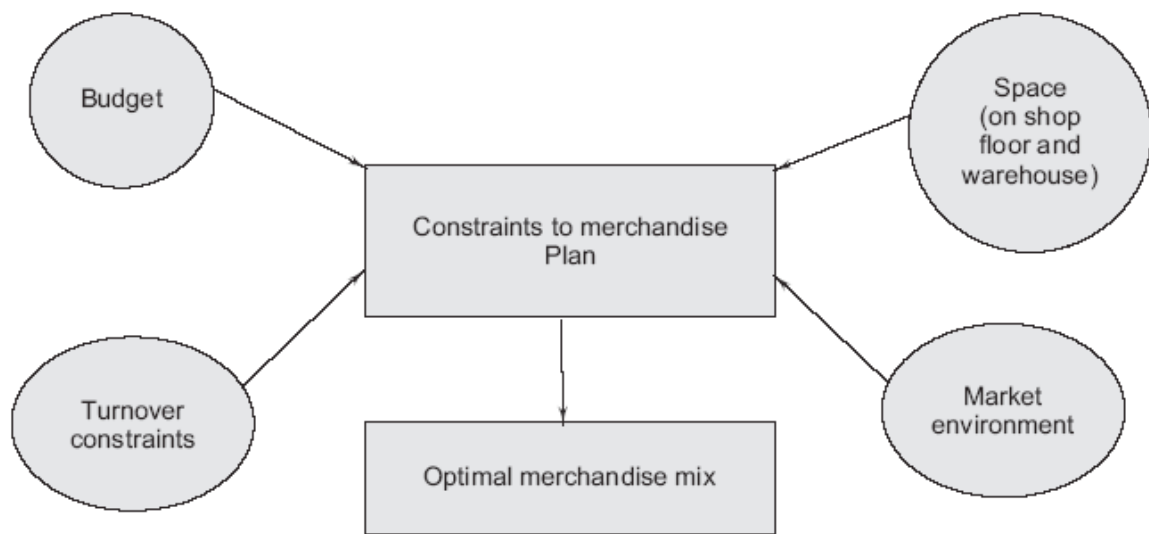 Budget
Space
(on shop
floor and
warehouse)
Constraints to merchandise
Plan
Turnover
constraints
Market
environment
Optimal merchandise mix